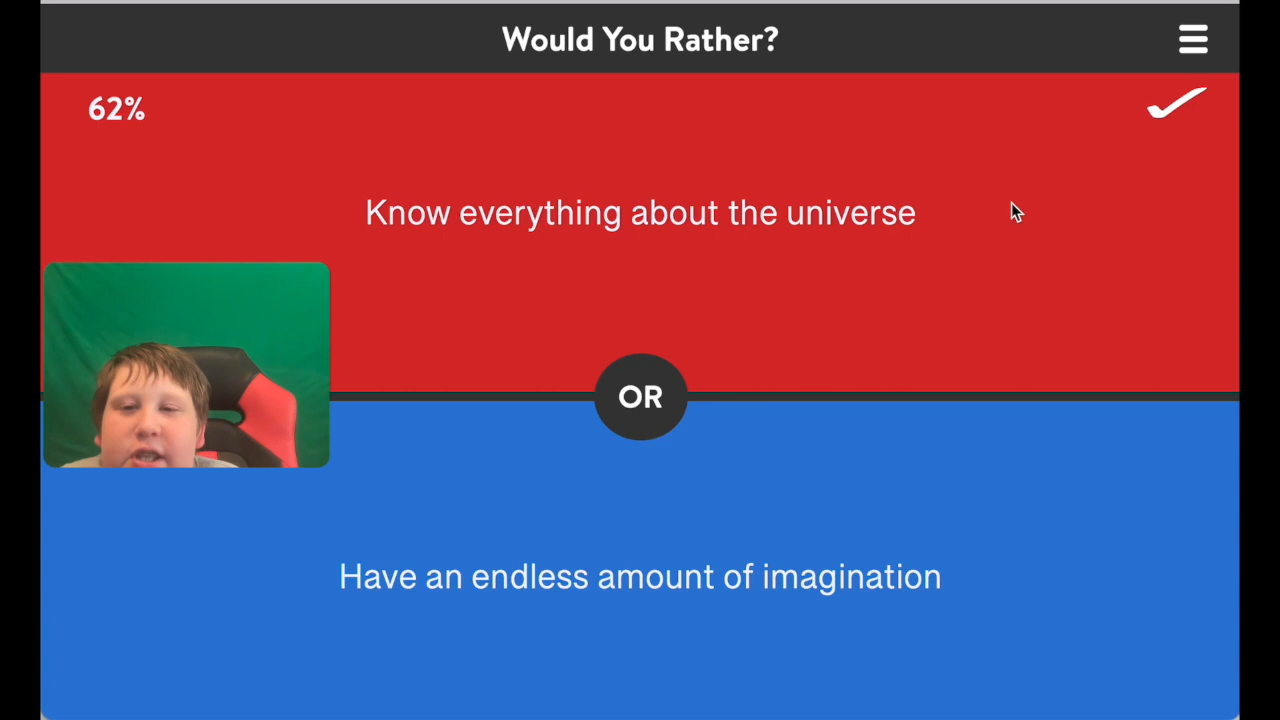 Would You Rather?
62%
Know everything about the universe
OR
Have an endless amount of imagination